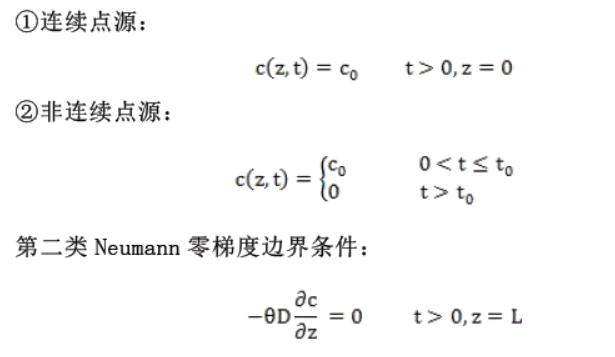 ①连续点源：
c(z, t) = c₀ t > 0, z = 0
②非连续点源：
c(z, t) = {c₀ 0 < t ≤ t₀
0 t > t₀
第二类 Neumann 零梯度边界条件：
−θD ∂c/∂z = 0 t > 0, z = L